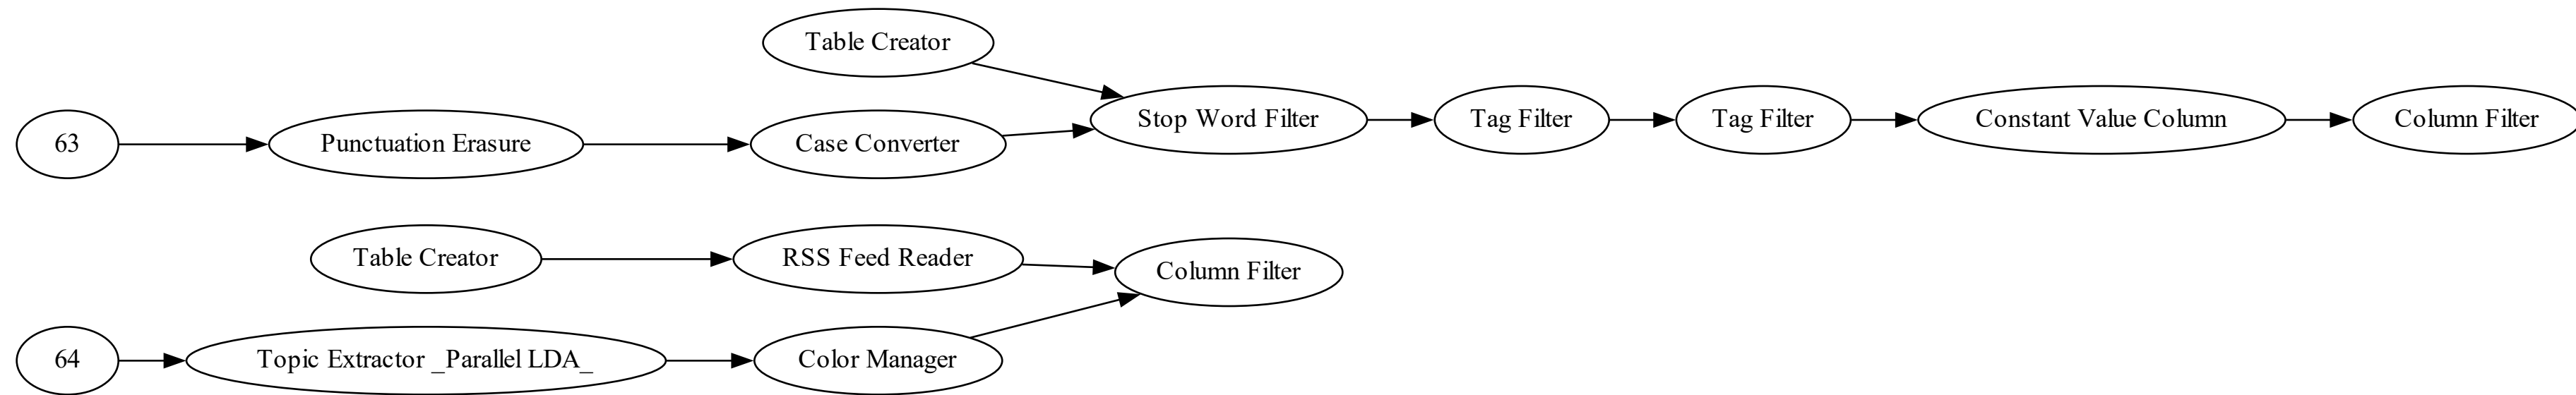 Table Creator
63
Punctuation Erasure
Case Converter
Stop Word Filter
Tag Filter
Tag Filter
Constant Value Column
Column Filter
Table Creator
RSS Feed Reader
Column Filter
64
Topic Extractor _Parallel LDA_
Color Manager